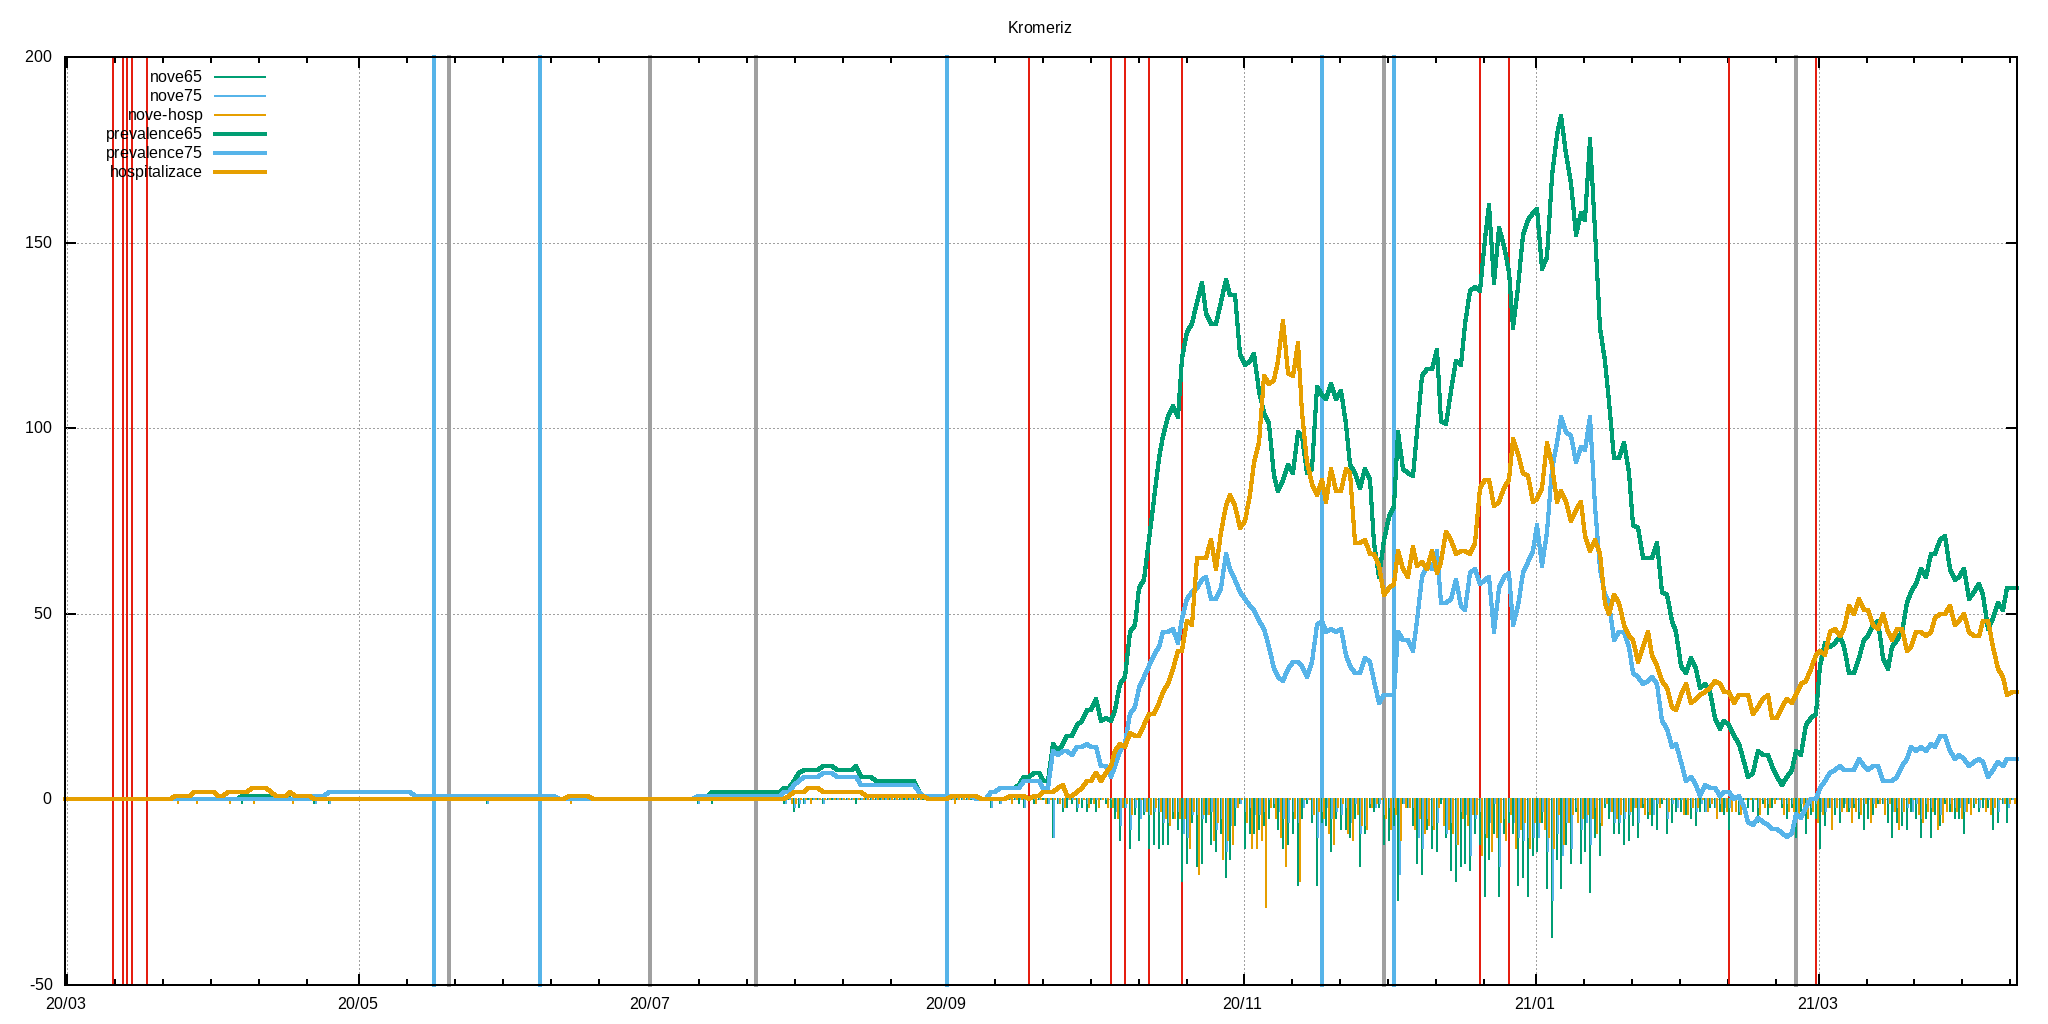 Kromeriz
200
nove65
nove75
nove-hosp
prevalence65
prevalence75
hospitalizace
150
100
50
0
-50
20/03 20/05 20/07 20/09 20/11 21/01 21/03